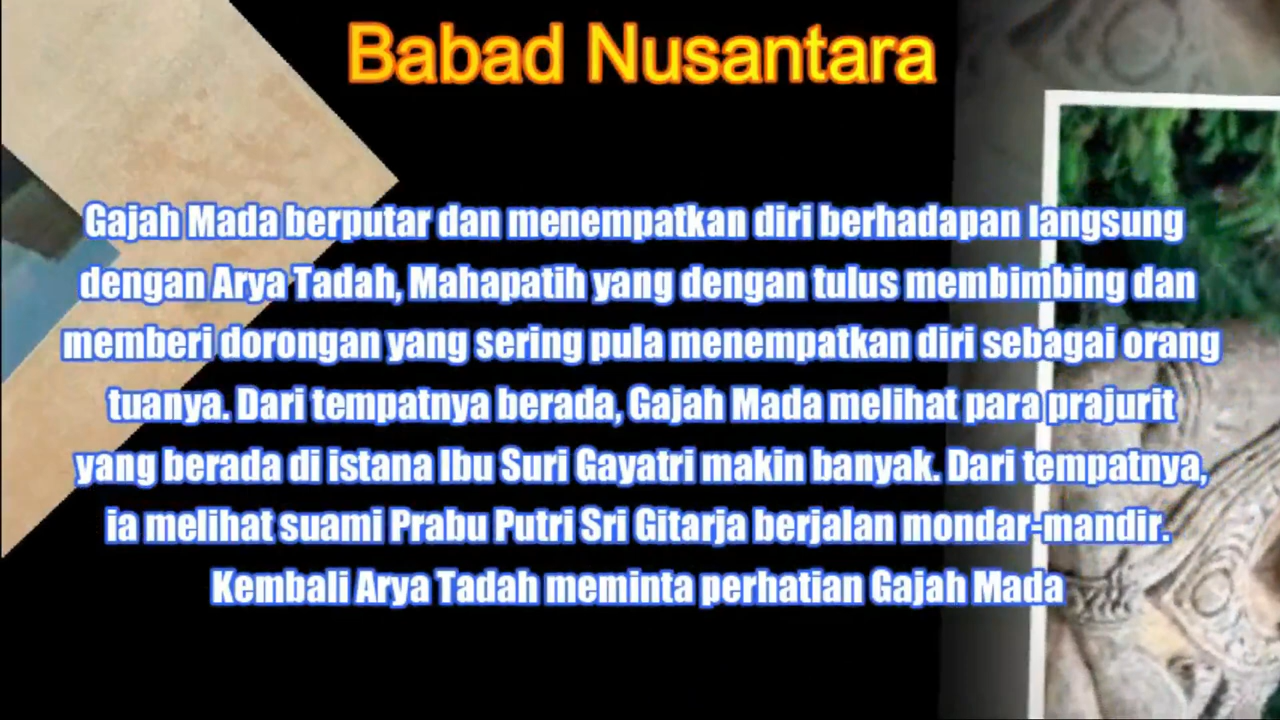 Babad Nusantara
Gajah Mada berputar dan menempatkan diri berhadapan langsung
dengan Arya Tadah, Mahapatih yang dengan tulus membimbing dan
memberi dorongan yang sering pula menempatkan diri sebagai orang
tuanya. Dari tempatnya berada, Gajah Mada melihat para prajurit
yang berada di istana Ibu Suri Gayatri makin banyak. Dari tempatnya,
ia melihat suami Prabu Putri Sri Gitarja berjalan mondar-mandir.
Kembali Arya Tadah meminta perhatian Gajah Mada